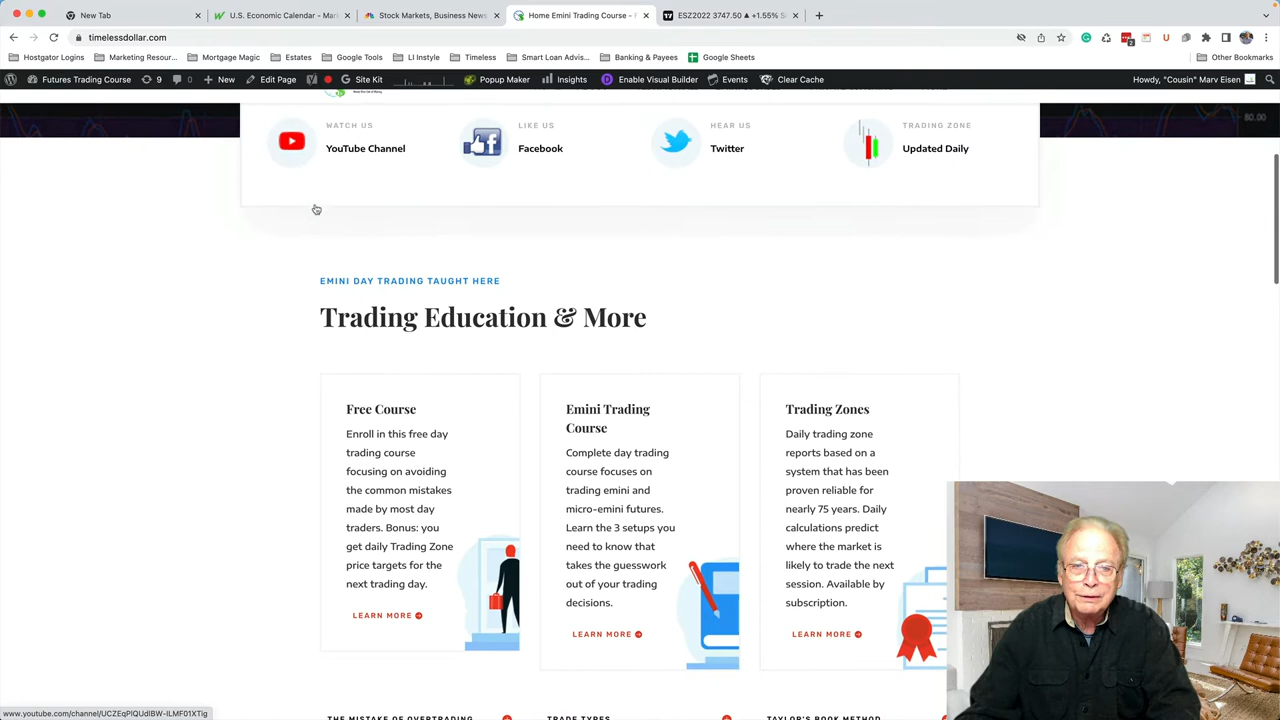 New Tab
U.S. Economic Calendar - Mark
Stock Markets, Business News
Home Emini Trading Course - F
ESZ2022 3747.50 ▲ +1.55% S
timelessdollar.com
Hostgator Logins
Marketing Resour...
Mortgage Magic
Estates
Google Tools
LI Instyle
Timeless
Smart Loan Adviso...
Banking & Payees
Google Sheets
Other Bookmarks
Futures Trading Course
9
0
New
Edit Page
Site Kit
Popup Maker
Insights
Enable Visual Builder
Events
Clear Cache
Howdy, "Cousin" Marv Eisen
80.00
WATCH US
YouTube Channel
LIKE US
Facebook
HEAR US
Twitter
TRADING ZONE
Updated Daily
EMINI DAY TRADING TAUGHT HERE
Trading Education & More
Free Course
Enroll in this free day
trading course
focusing on avoiding
the common mistakes
made by most day
traders. Bonus: you
get daily Trading Zone
price targets for the
next trading day.
LEARN MORE
Emini Trading
Course
Complete day trading
course focuses on
trading emini and
micro-emini futures.
Learn the 3 setups you
need to know that
takes the guesswork
out of your trading
decisions.
LEARN MORE
Trading Zones
Daily trading zone
reports based on a
system that has been
proven reliable for
nearly 75 years. Daily
calculations predict
where the market is
likely to trade the next
session. Available by
subscription.
LEARN MORE
THE MISTAKE OF OVERTRADING
TRADE TYPES
TAYLOR'S BOOK METHOD